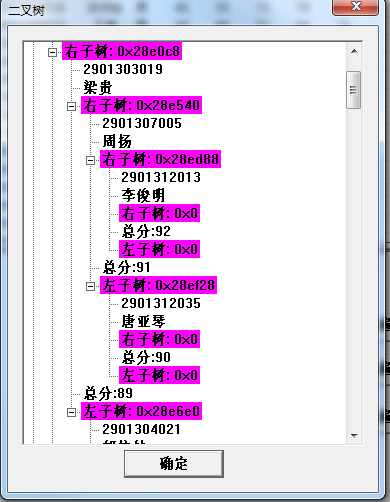 二叉树
右子树: 0x28e0c8
2901303019
梁贵
右子树: 0x28e540
2901307005
周扬
右子树: 0x28ed88
2901312013
李俊明
右子树: 0x0
总分:92
左子树: 0x0
总分:91
左子树: 0x28ef28
2901312035
唐亚琴
右子树: 0x0
总分:90
左子树: 0x0
总分:89
左子树: 0x28e6e0
2901304021
确定